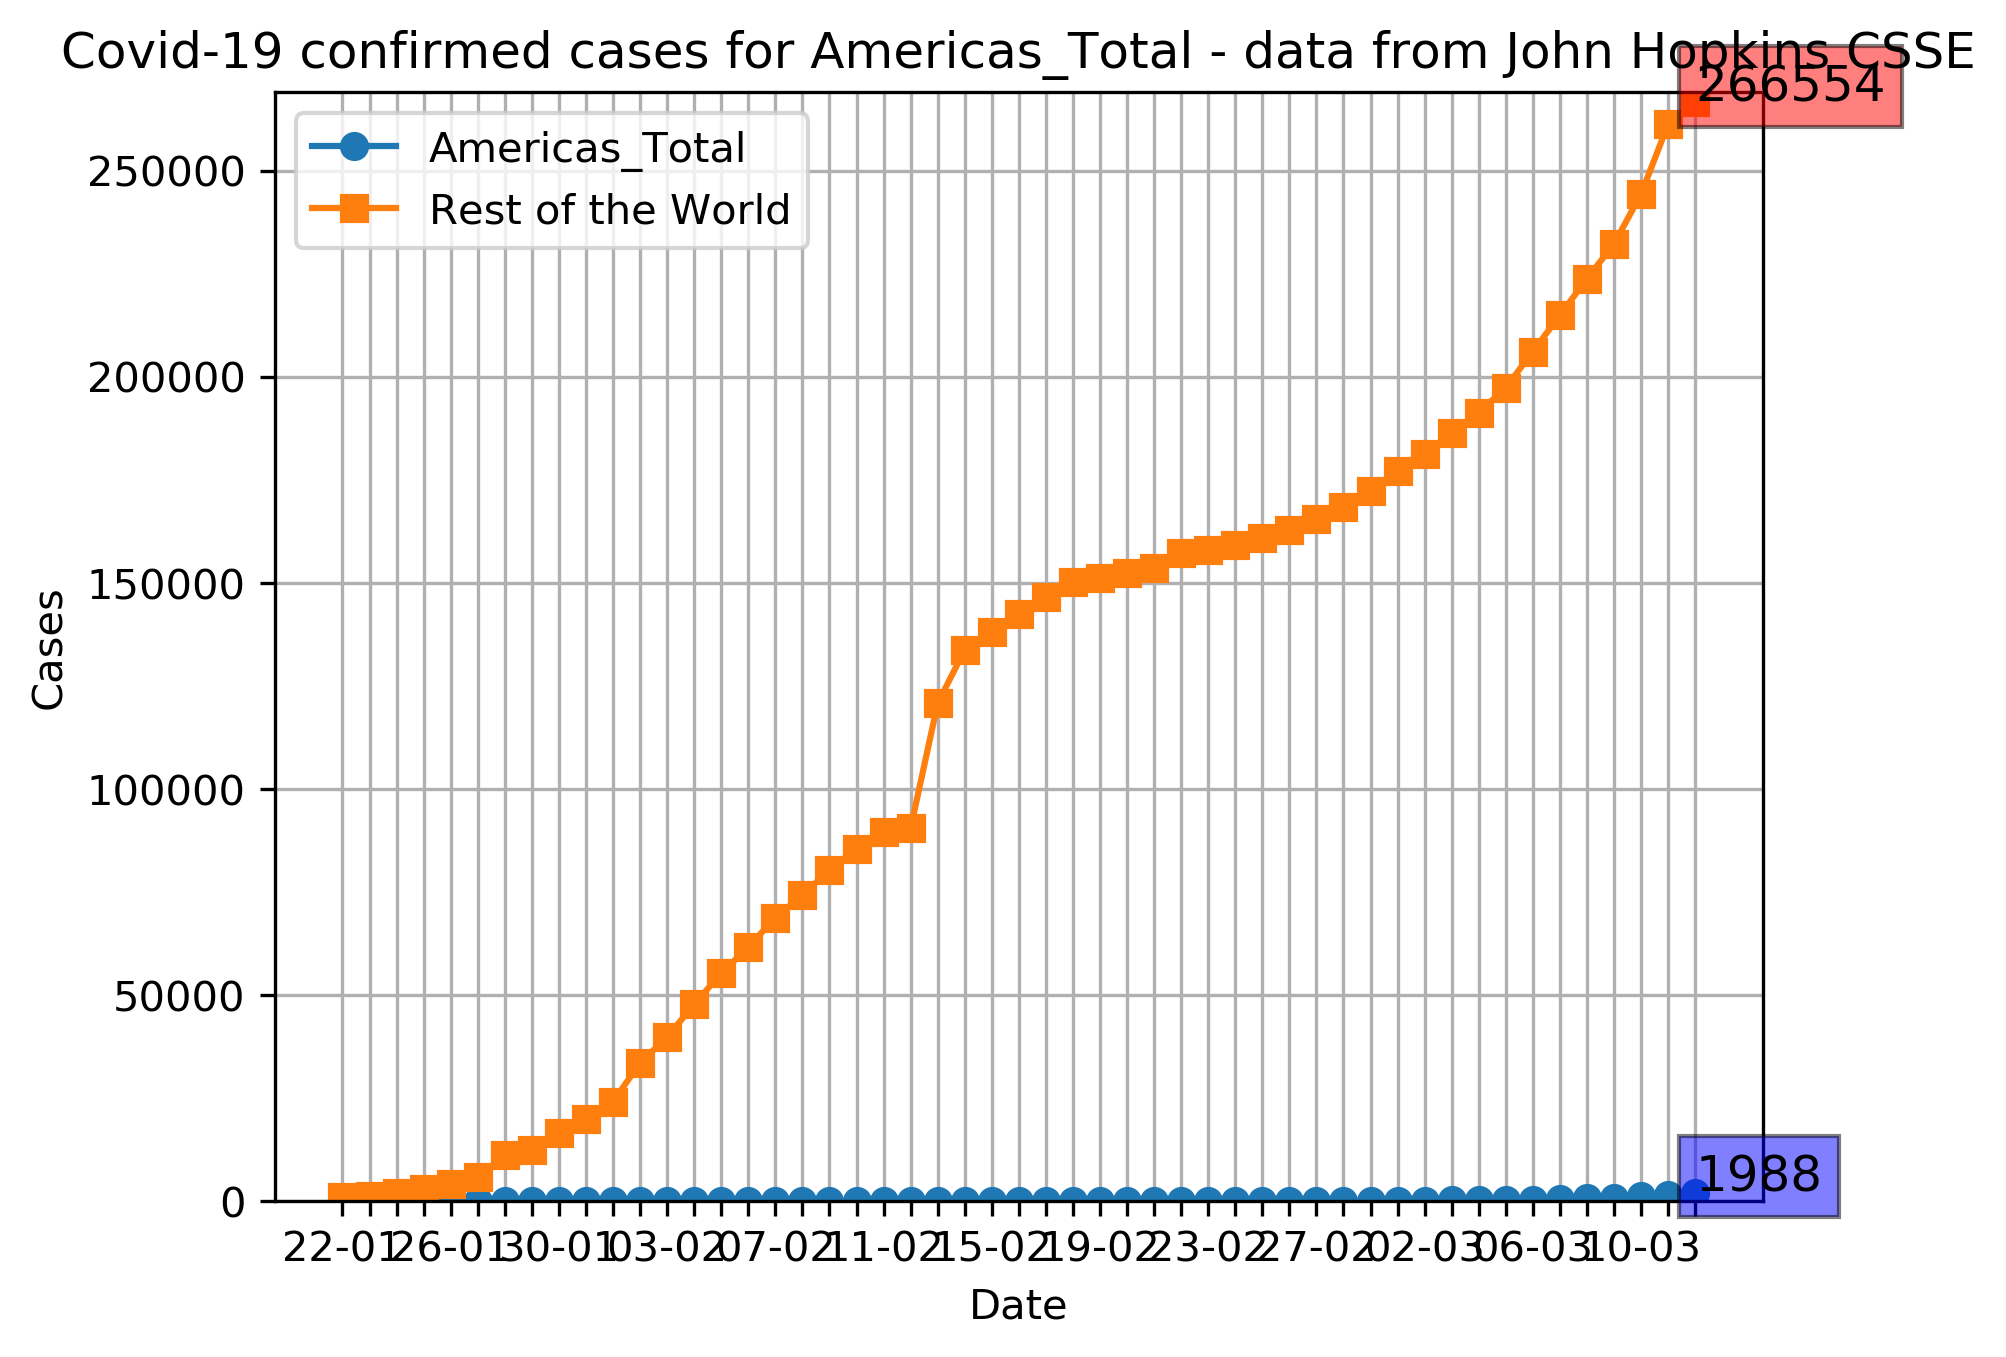 Covid-19 confirmed cases for Americas_Total - data from John Hopkins CSSE
266554
Americas_Total
Rest of the World
250000
200000
150000
100000
50000
0
Cases
1988
22-01 26-01 30-01 03-02 07-02 11-02 15-02 19-02 23-02 27-02 02-03 06-03 10-03
Date